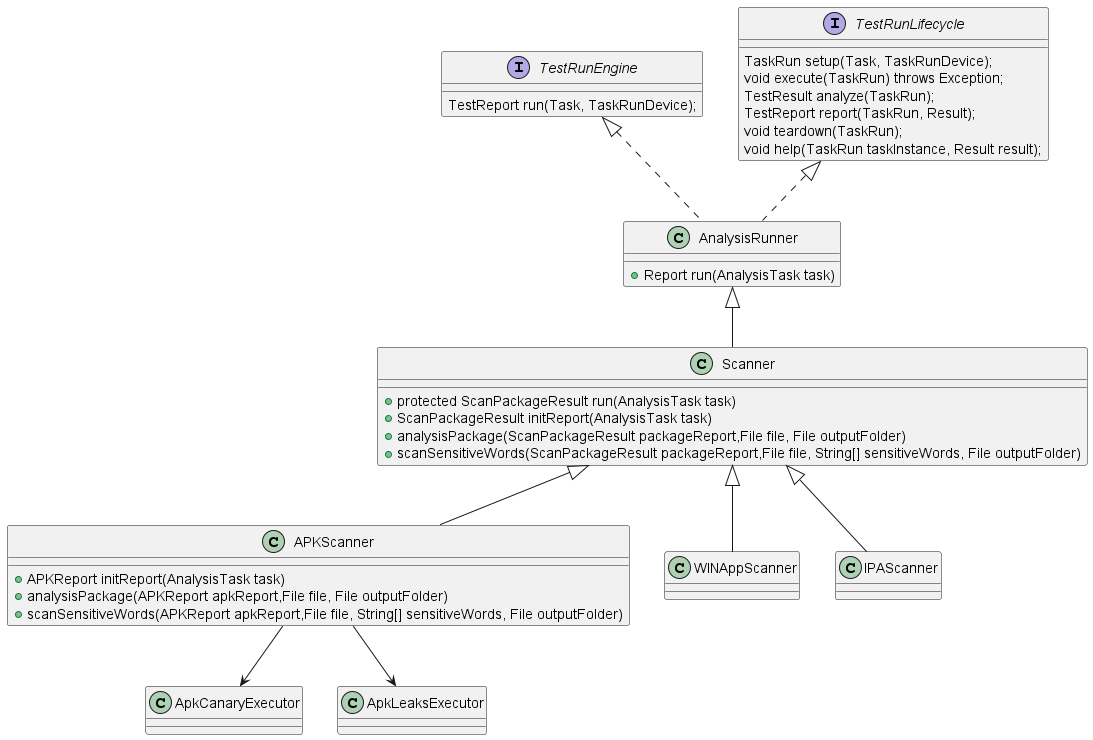 I TestRunLifecycle
TaskRun setup(Task, TaskRunDevice);
void execute(TaskRun) throws Exception;
TestResult analyze(TaskRun);
TestReport report(TaskRun, Result);
void teardown(TaskRun);
void help(TaskRun taskInstance, Result result);
I TestRunEngine
TestReport run(Task, TaskRunDevice);
C AnalysisRunner
Report run(AnalysisTask task)
C Scanner
protected ScanPackageResult run(AnalysisTask task)
ScanPackageResult initReport(AnalysisTask task)
analysisPackage(ScanPackageResult packageReport,File file, File outputFolder)
scanSensitiveWords(ScanPackageResult packageReport,File file, String[] sensitiveWords, File outputFolder)
C APKScanner
APKReport initReport(AnalysisTask task)
analysisPackage(APKReport apkReport,File file, File outputFolder)
scanSensitiveWords(APKReport apkReport,File file, String[] sensitiveWords, File outputFolder)
C WINAppScanner
C IPAScanner
C ApkCanaryExecutor
C ApkLeaksExecutor